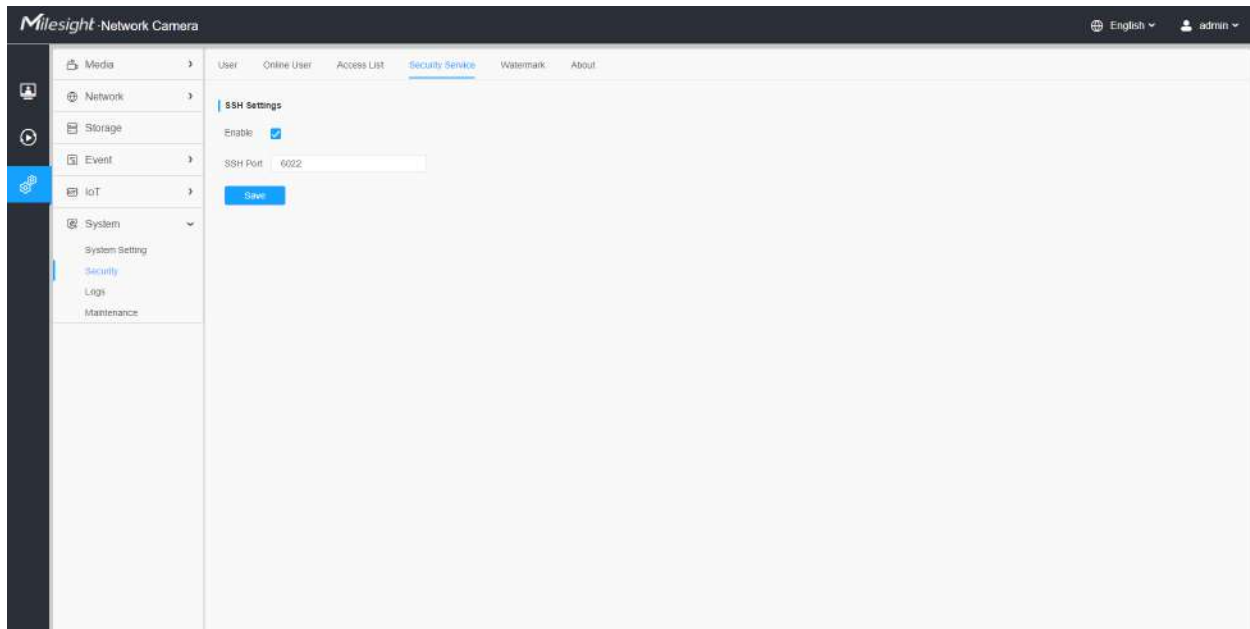 Milesight · Network Camera
English
admin
Media
Network
Storage
Event
IoT
System
System Setting
Security
Logs
Maintenance
User Online User Access List Security Service Watermark About
SSH Settings
Enable
SSH Port 6022
Save